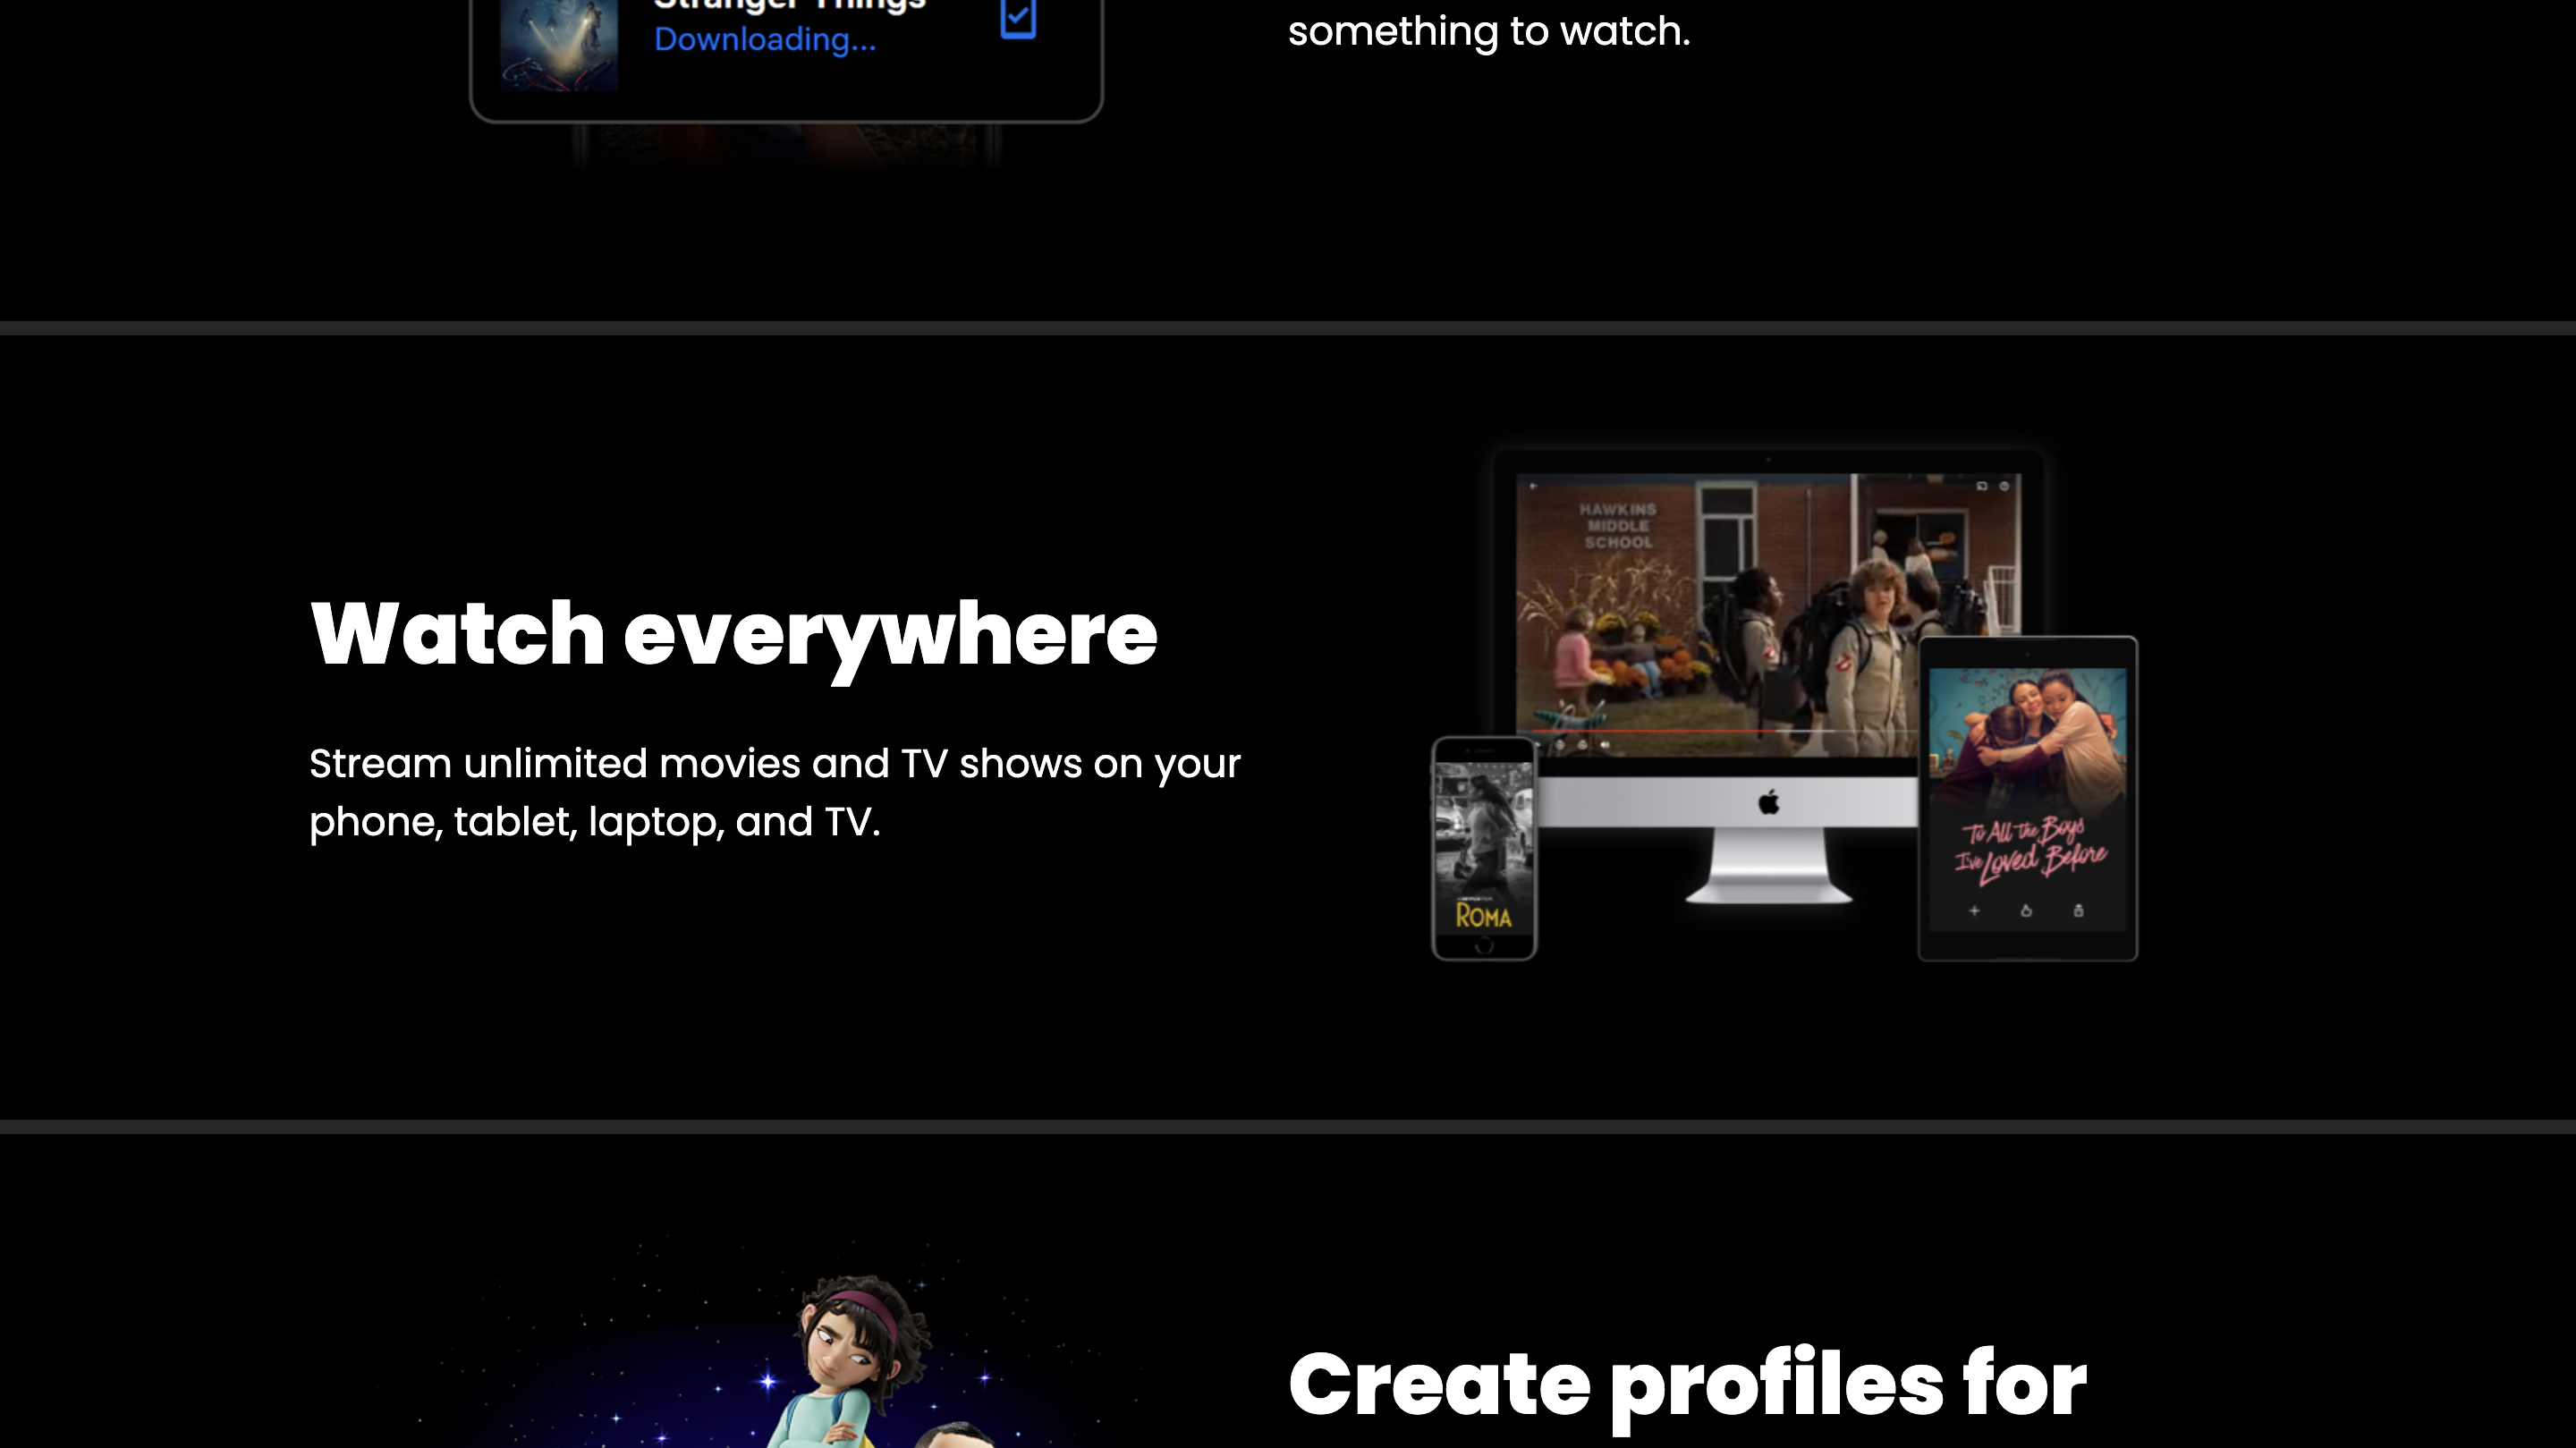 Stranger Things
Downloading...
something to watch.
Watch everywhere
Stream unlimited movies and TV shows on your
phone, tablet, laptop, and TV.
HAWKINS
MIDDLE
SCHOOL
ROMA
To All the Boys
I've Loved Before
Create profiles for